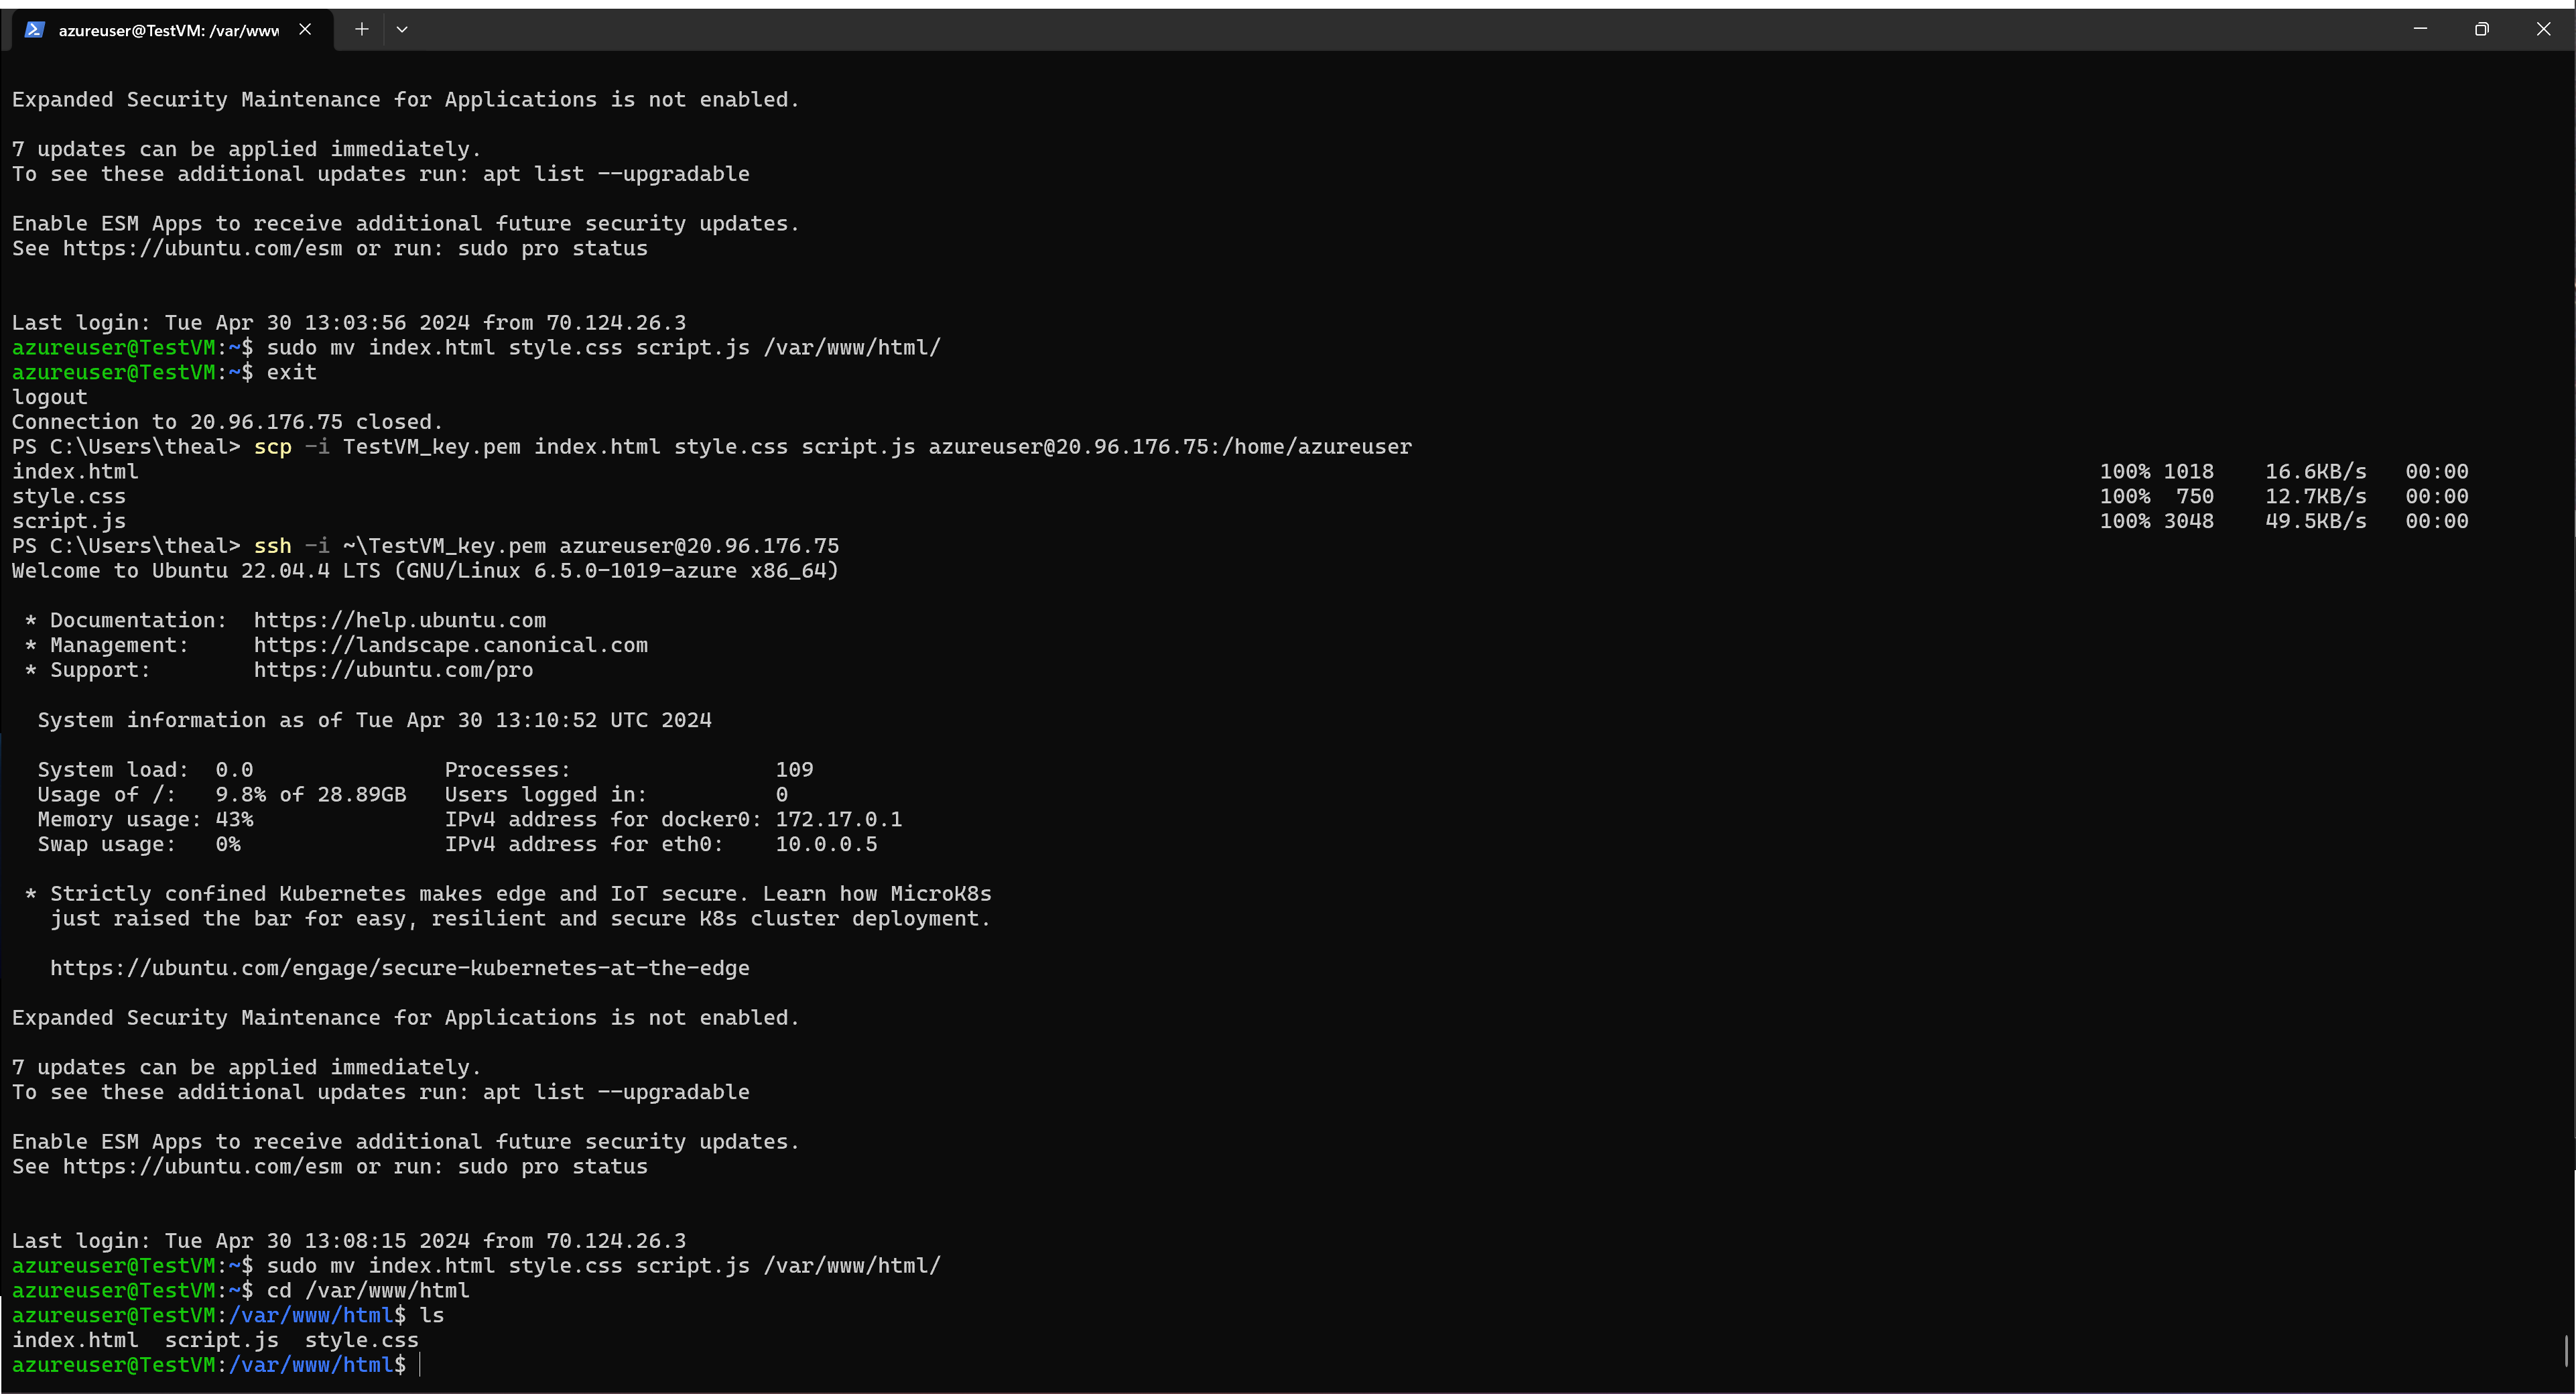 azureuser@TestVM: /var/www
Expanded Security Maintenance for Applications is not enabled.
7 updates can be applied immediately.
To see these additional updates run: apt list --upgradable
Enable ESM Apps to receive additional future security updates.
See https://ubuntu.com/esm or run: sudo pro status
Last login: Tue Apr 30 13:03:56 2024 from 70.124.26.3
azureuser@TestVM:~$ sudo mv index.html style.css script.js /var/www/html/
azureuser@TestVM:~$ exit
logout
Connection to 20.96.176.75 closed.
PS C:\Users\theal> scp -i TestVM_key.pem index.html style.css script.js azureuser@20.96.176.75:/home/azureuser
index.html 100% 1018 16.6KB/s 00:00
style.css 100% 750 12.7KB/s 00:00
script.js 100% 3048 49.5KB/s 00:00
PS C:\Users\theal> ssh -i ~\TestVM_key.pem azureuser@20.96.176.75
Welcome to Ubuntu 22.04.4 LTS (GNU/Linux 6.5.0-1019-azure x86_64)
* Documentation: https://help.ubuntu.com
* Management: https://landscape.canonical.com
* Support: https://ubuntu.com/pro
System information as of Tue Apr 30 13:10:52 UTC 2024
System load: 0.0 Processes: 109
Usage of /: 9.8% of 28.89GB Users logged in: 0
Memory usage: 43% IPv4 address for docker0: 172.17.0.1
Swap usage: 0% IPv4 address for eth0: 10.0.0.5
* Strictly confined Kubernetes makes edge and IoT secure. Learn how MicroK8s
just raised the bar for easy, resilient and secure K8s cluster deployment.
https://ubuntu.com/engage/secure-kubernetes-at-the-edge
Expanded Security Maintenance for Applications is not enabled.
7 updates can be applied immediately.
To see these additional updates run: apt list --upgradable
Enable ESM Apps to receive additional future security updates.
See https://ubuntu.com/esm or run: sudo pro status
Last login: Tue Apr 30 13:08:15 2024 from 70.124.26.3
azureuser@TestVM:~$ sudo mv index.html style.css script.js /var/www/html/
azureuser@TestVM:~$ cd /var/www/html
azureuser@TestVM:/var/www/html$ ls
index.html script.js style.css
azureuser@TestVM:/var/www/html$